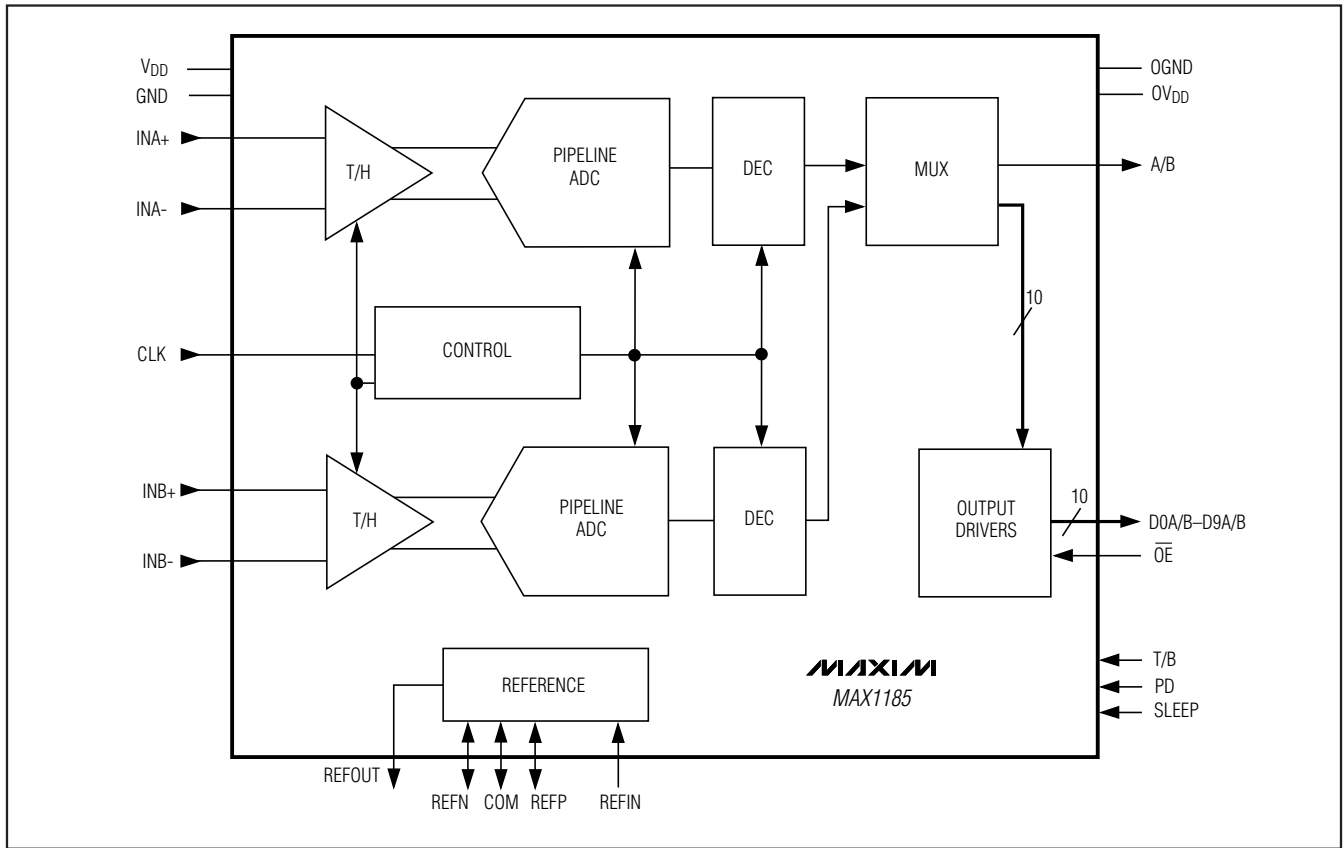 VDD
GND
INA+
INA-
CLK
INB+
INB-
T/H
PIPELINE
ADC
DEC
MUX
CONTROL
10
T/H
PIPELINE
ADC
DEC
OUTPUT
DRIVERS
10
OGND
OVDD
A/B
D0A/B–D9A/B
OE
T/B
PD
SLEEP
REFERENCE
MAXIM
MAX1185
REFOUT
REFN
COM
REFP
REFIN